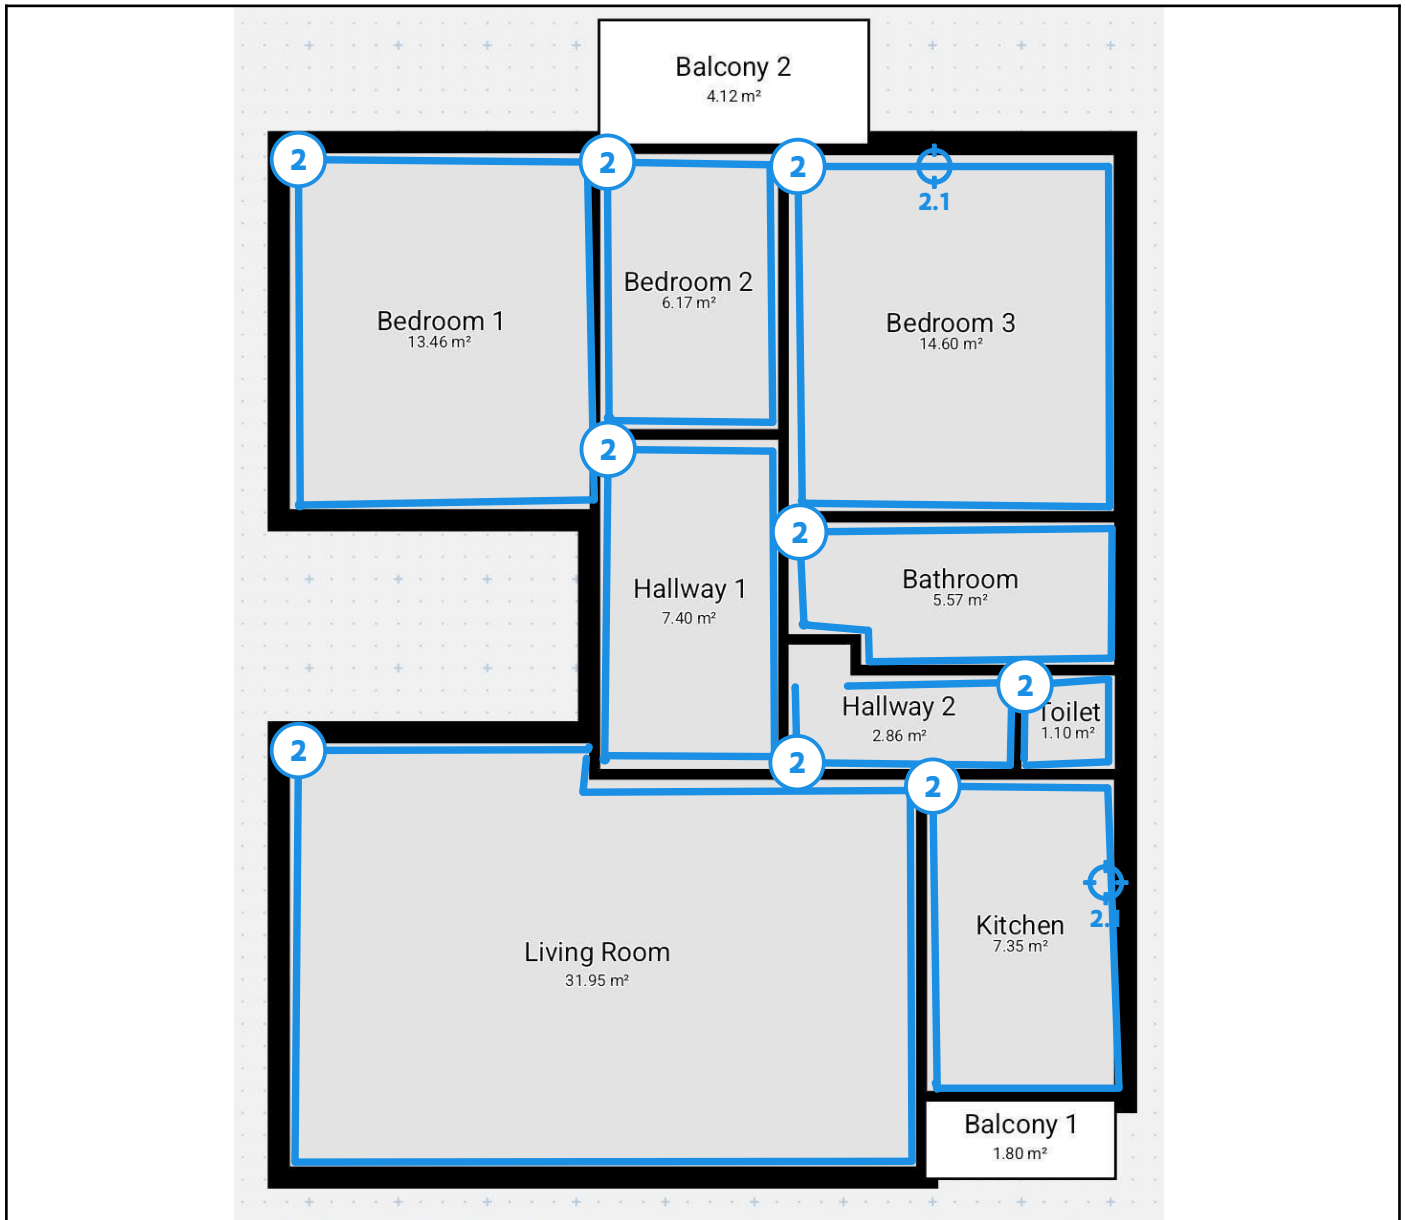 Balcony 2
4.12 m²
2
2
2
2.1
Bedroom 2
6.17 m²
Bedroom 1
13.46 m²
Bedroom 3
14.60 m²
2
2
Bathroom
5.57 m²
Hallway 1
7.40 m²
2
Hallway 2
2.86 m²
Toilet
1.10 m²
2
2
2
2.1
Kitchen
7.35 m²
Living Room
31.95 m²
Balcony 1
1.80 m²